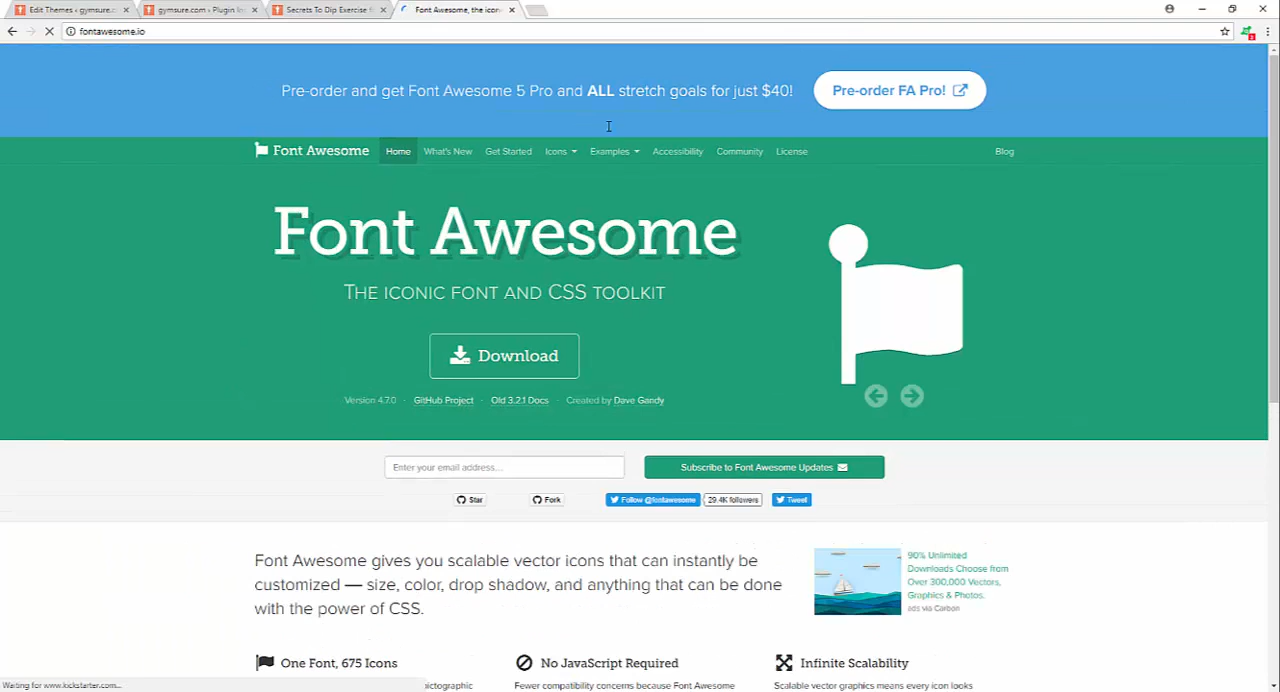 Edit Themes ‹ gymsure.c
gymsure.com › Plugin
Secrets To Dip Exercise
Font Awesome, the icon
fontawesome.io
Pre-order and get Font Awesome 5 Pro and ALL stretch goals for just $40!
Pre-order FA Pro!
Font Awesome
Home
What's New
Get Started
Icons
Examples
Accessibility
Community
License
Blog
Font Awesome
THE ICONIC FONT AND CSS TOOLKIT
Download
Version 4.7.0 · GitHub Project · Old 3.2.1 Docs · Created by Dave Gandy
Enter your email address...
Subscribe to Font Awesome Updates
Star
Fork
Follow @fontawesome
29.4K followers
Tweet
Font Awesome gives you scalable vector icons that can instantly be
customized — size, color, drop shadow, and anything that can be done
with the power of CSS.
90% Unlimited
Downloads Choose from
Over 300,000 Vectors,
Graphics & Photos.
ads via Carbon
One Font, 675 Icons
No JavaScript Required
Infinite Scalability
pictographic
Fewer compatibility concerns because Font Awesome
Scalable vector graphics means every icon looks
Waiting for www.kickstarter.com...